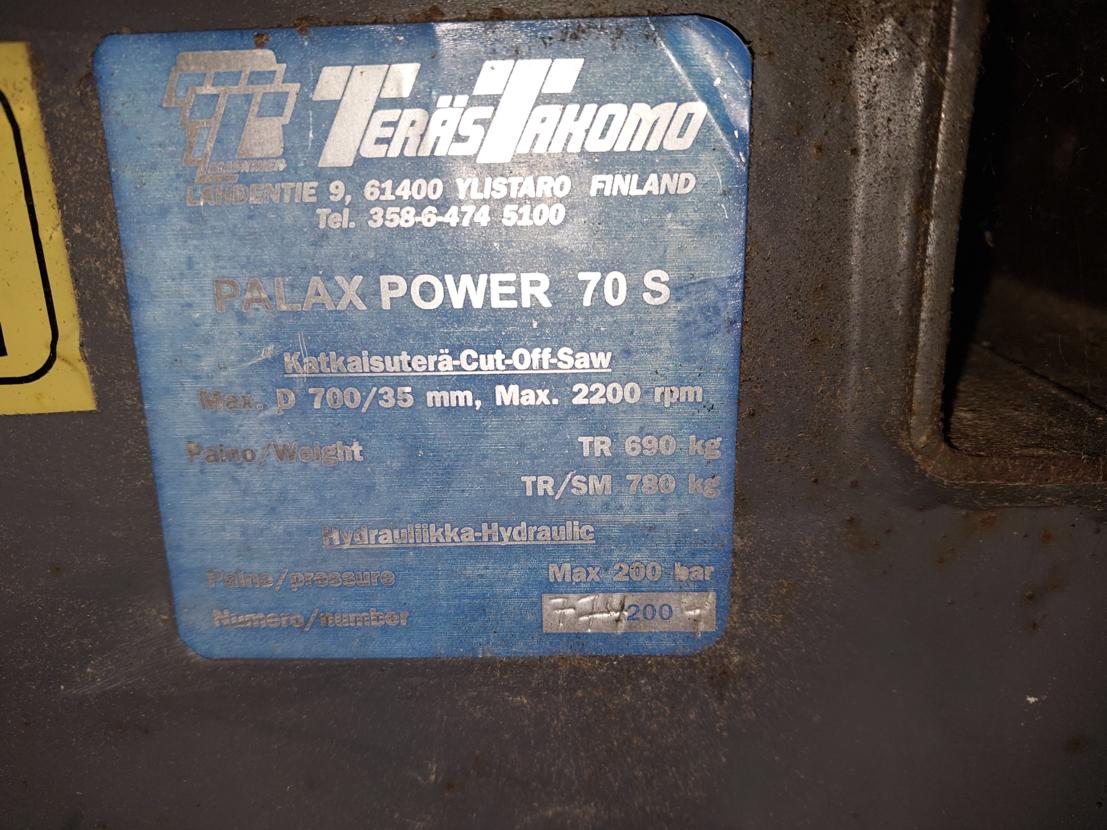 TERÄSTAKOMO
LAHDENTIE 9, 61400 YLISTARO FINLAND
Tel. 358-6-474 5100
PALAX POWER 70 S
Katkaisuterä-Cut-Off-Saw
Max. D 700/35 mm, Max. 2200 rpm
Paino/Weight TR 690 kg
TR/SM 780 kg
Hydrauliikka-Hydraulic
Paine/pressure Max 200 bar
Numero/number 200